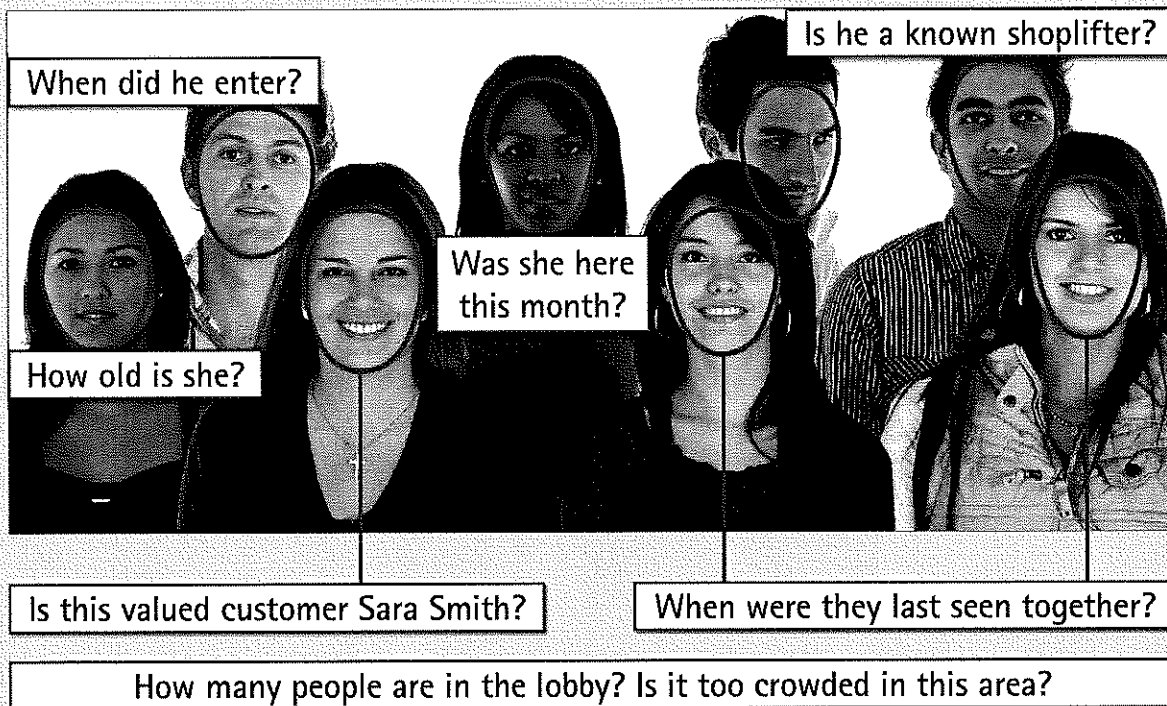 Is he a known shoplifter?
When did he enter?
Was she here
this month?
How old is she?
Is this valued customer Sara Smith?
When were they last seen together?
How many people are in the lobby? Is it too crowded in this area?